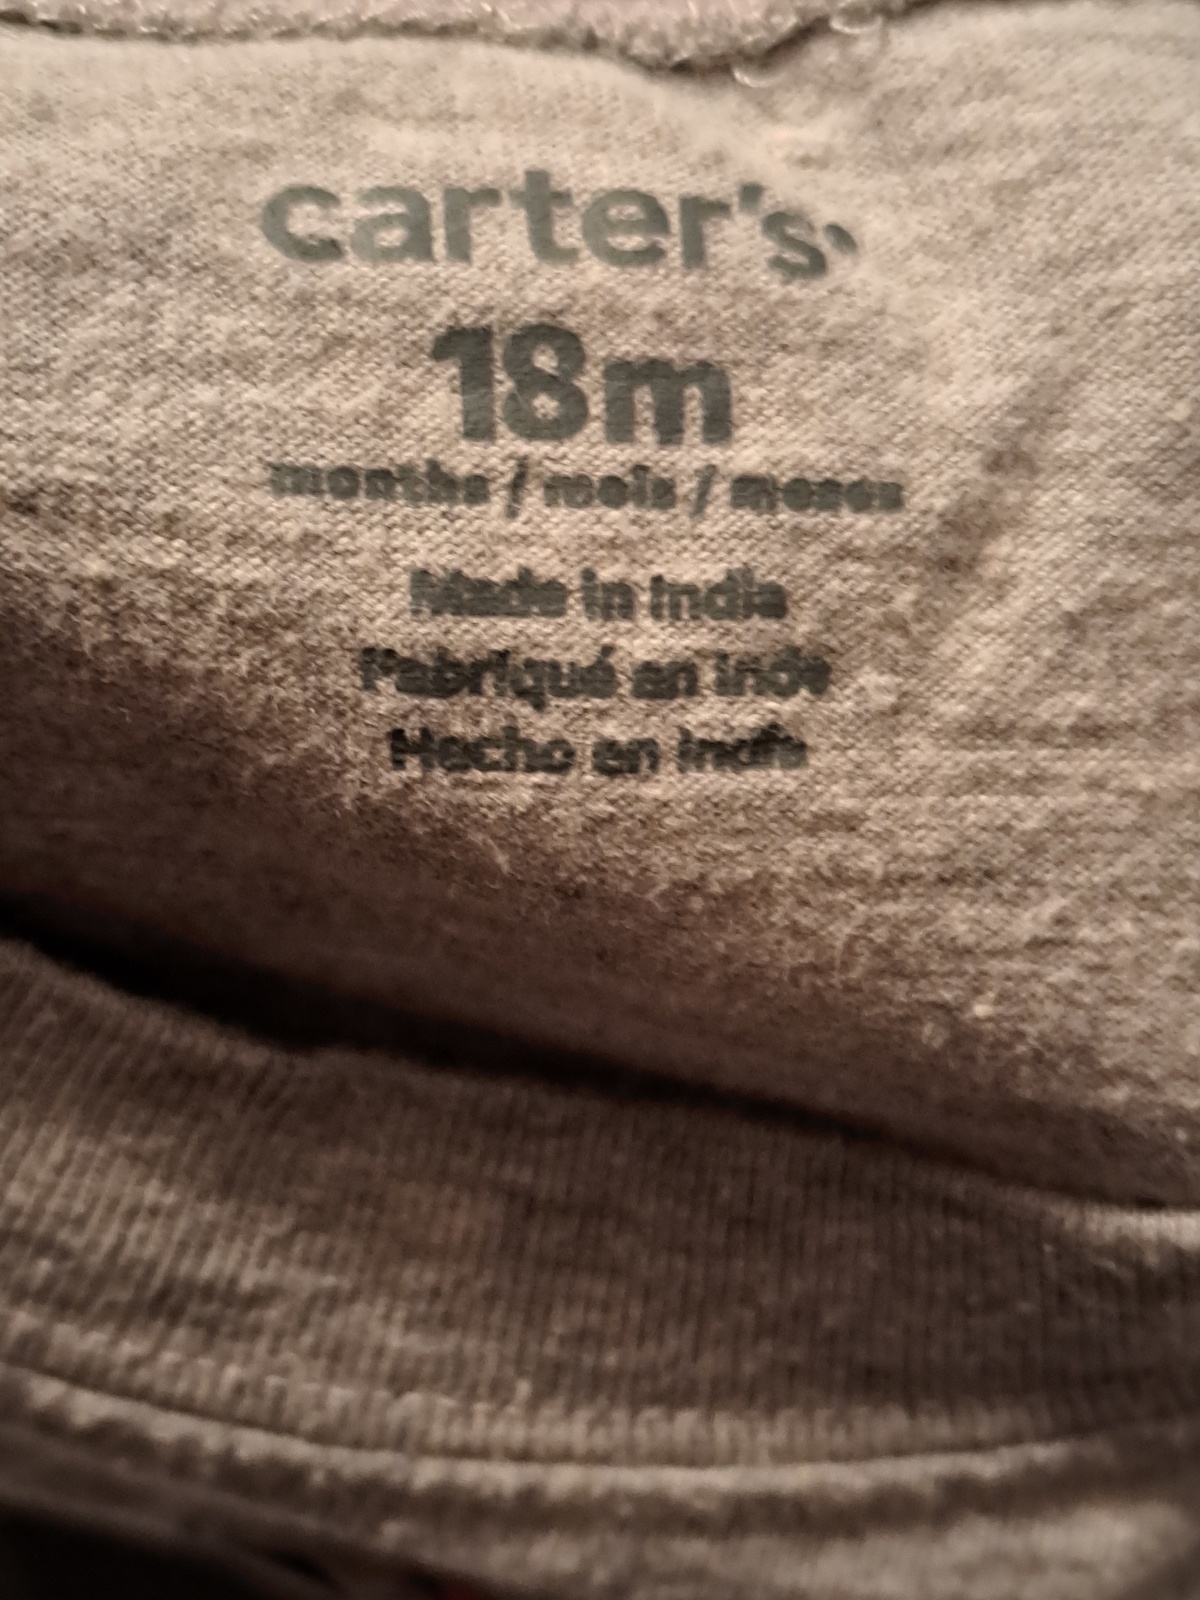 carter's
18m
months / mois / meses
Made in India
Fabriqué en Inde
Hecho en India